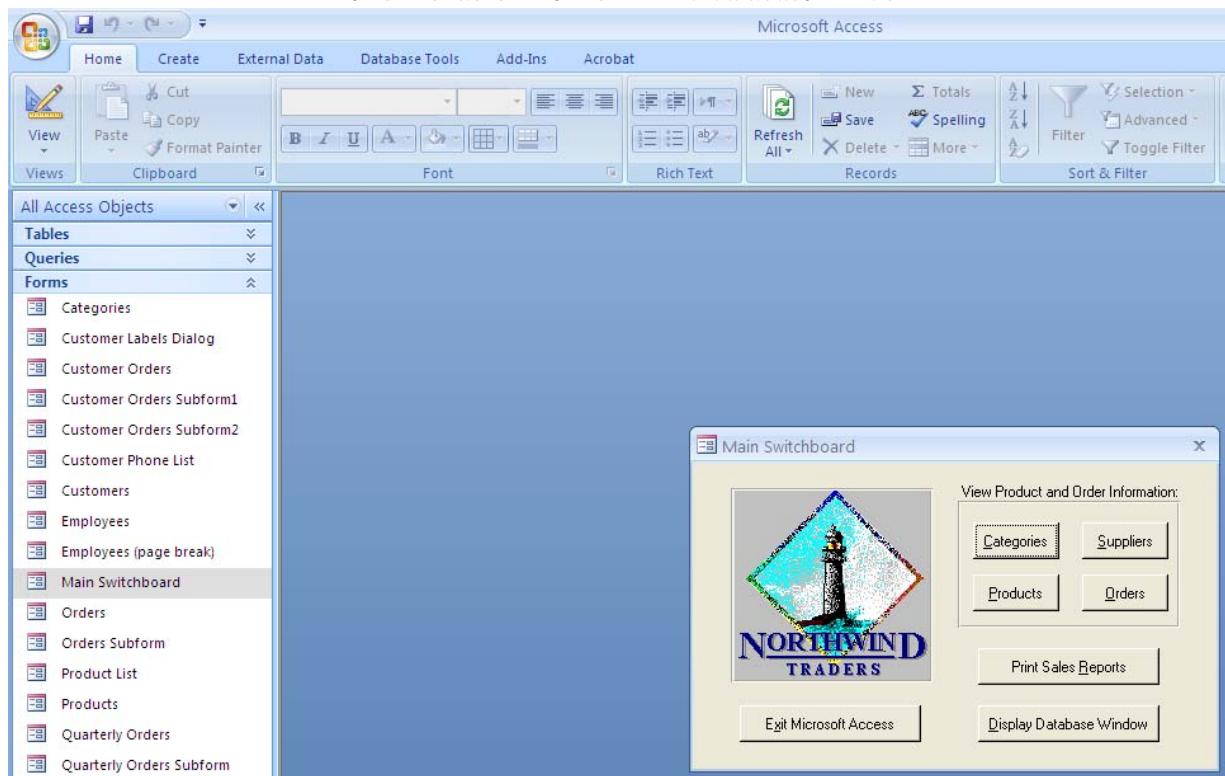 Microsoft Access
Home Create External Data Database Tools Add-Ins Acrobat
View
Paste
Cut
Copy
Format Painter
B I U A
ab
Refresh All
New
Save
Delete
Σ Totals
ABC Spelling
More
A Z
Z A
A Z
Filter
Selection
Advanced
Toggle Filter
Views Clipboard Font Rich Text Records Sort & Filter
All Access Objects
Tables
Queries
Forms
Categories
Customer Labels Dialog
Customer Orders
Customer Orders Subform1
Customer Orders Subform2
Customer Phone List
Customers
Employees
Employees (page break)
Main Switchboard
Orders
Orders Subform
Product List
Products
Quarterly Orders
Quarterly Orders Subform
Main Switchboard
NORTHWIND
TRADERS
View Product and Order Information:
Categories Suppliers
Products Orders
Print Sales Reports
Exit Microsoft Access
Display Database Window